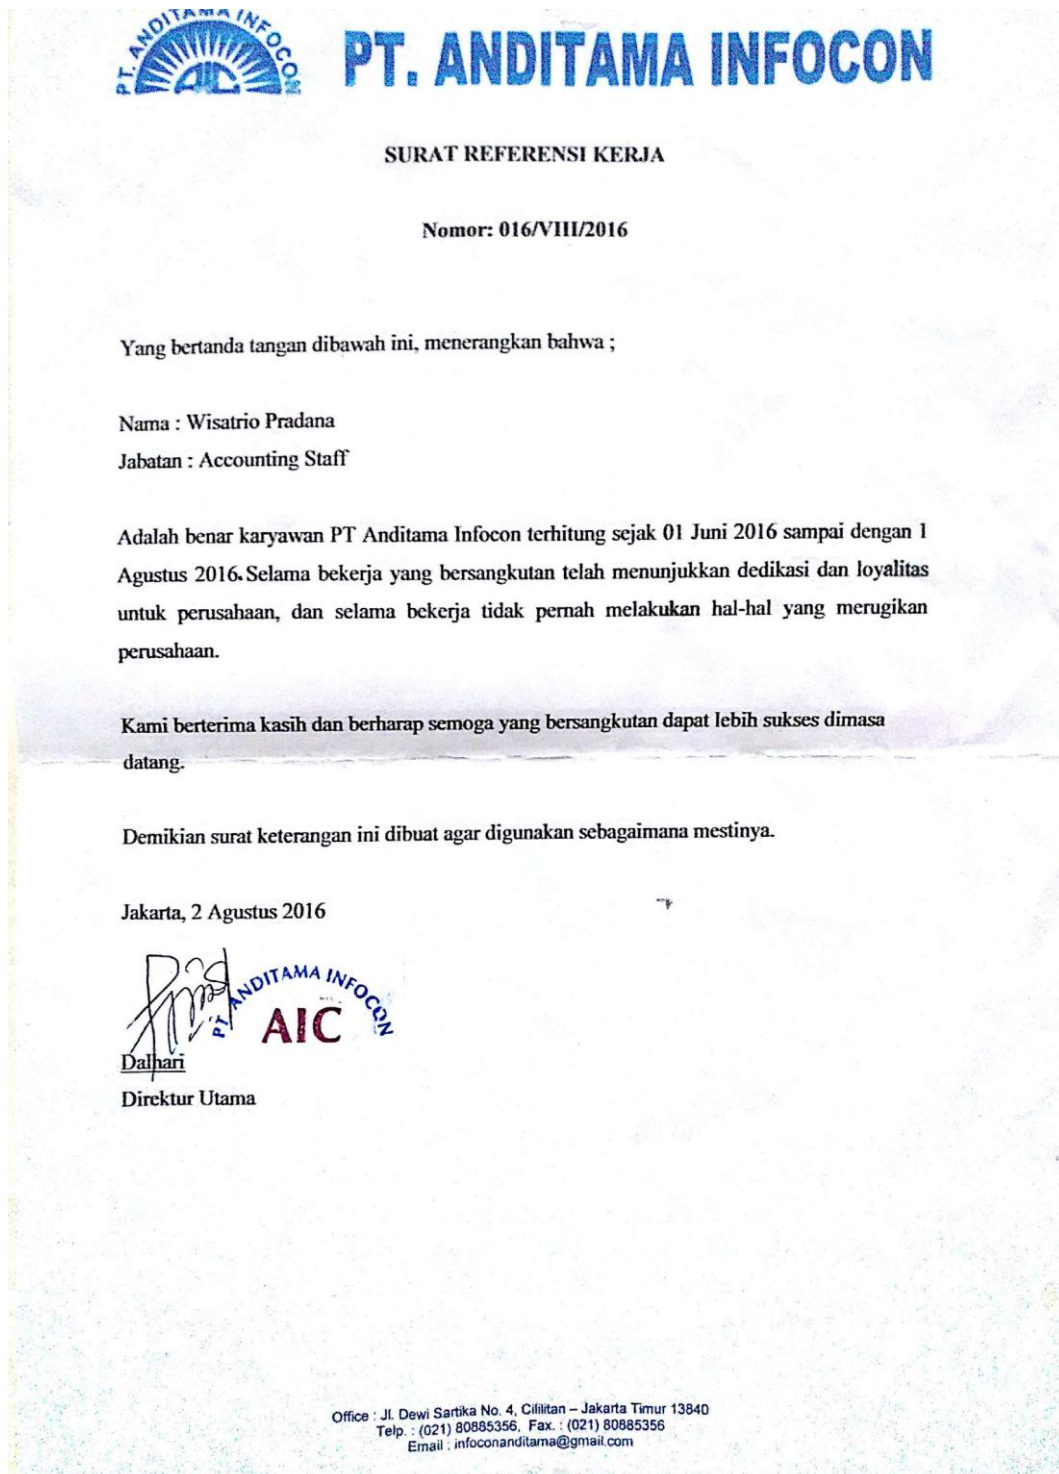 PT. ANDITAMA INFOCON
PT. ANDITAMA INFOCON
SURAT REFERENSI KERJA
Nomor: 016/VIII/2016
Yang bertanda tangan dibawah ini, menerangkan bahwa ;
Nama : Wisatrio Pradana
Jabatan : Accounting Staff
Adalah benar karyawan PT Anditama Infocon terhitung sejak 01 Juni 2016 sampai dengan 1
Agustus 2016. Selama bekerja yang bersangkutan telah menunjukkan dedikasi dan loyalitas
untuk perusahaan, dan selama bekerja tidak pernah melakukan hal-hal yang merugikan
perusahaan.
Kami berterima kasih dan berharap semoga yang bersangkutan dapat lebih sukses dimasa
datang.
Demikian surat keterangan ini dibuat agar digunakan sebagaimana mestinya.
Jakarta, 2 Agustus 2016
PT. ANDITAMA INFOCON
AIC
Dalhari
Direktur Utama
Office : Jl. Dewi Sartika No. 4, Cililitan – Jakarta Timur 13840
Telp. : (021) 80885356, Fax. : (021) 80885356
Email : infoconanditama@gmail.com